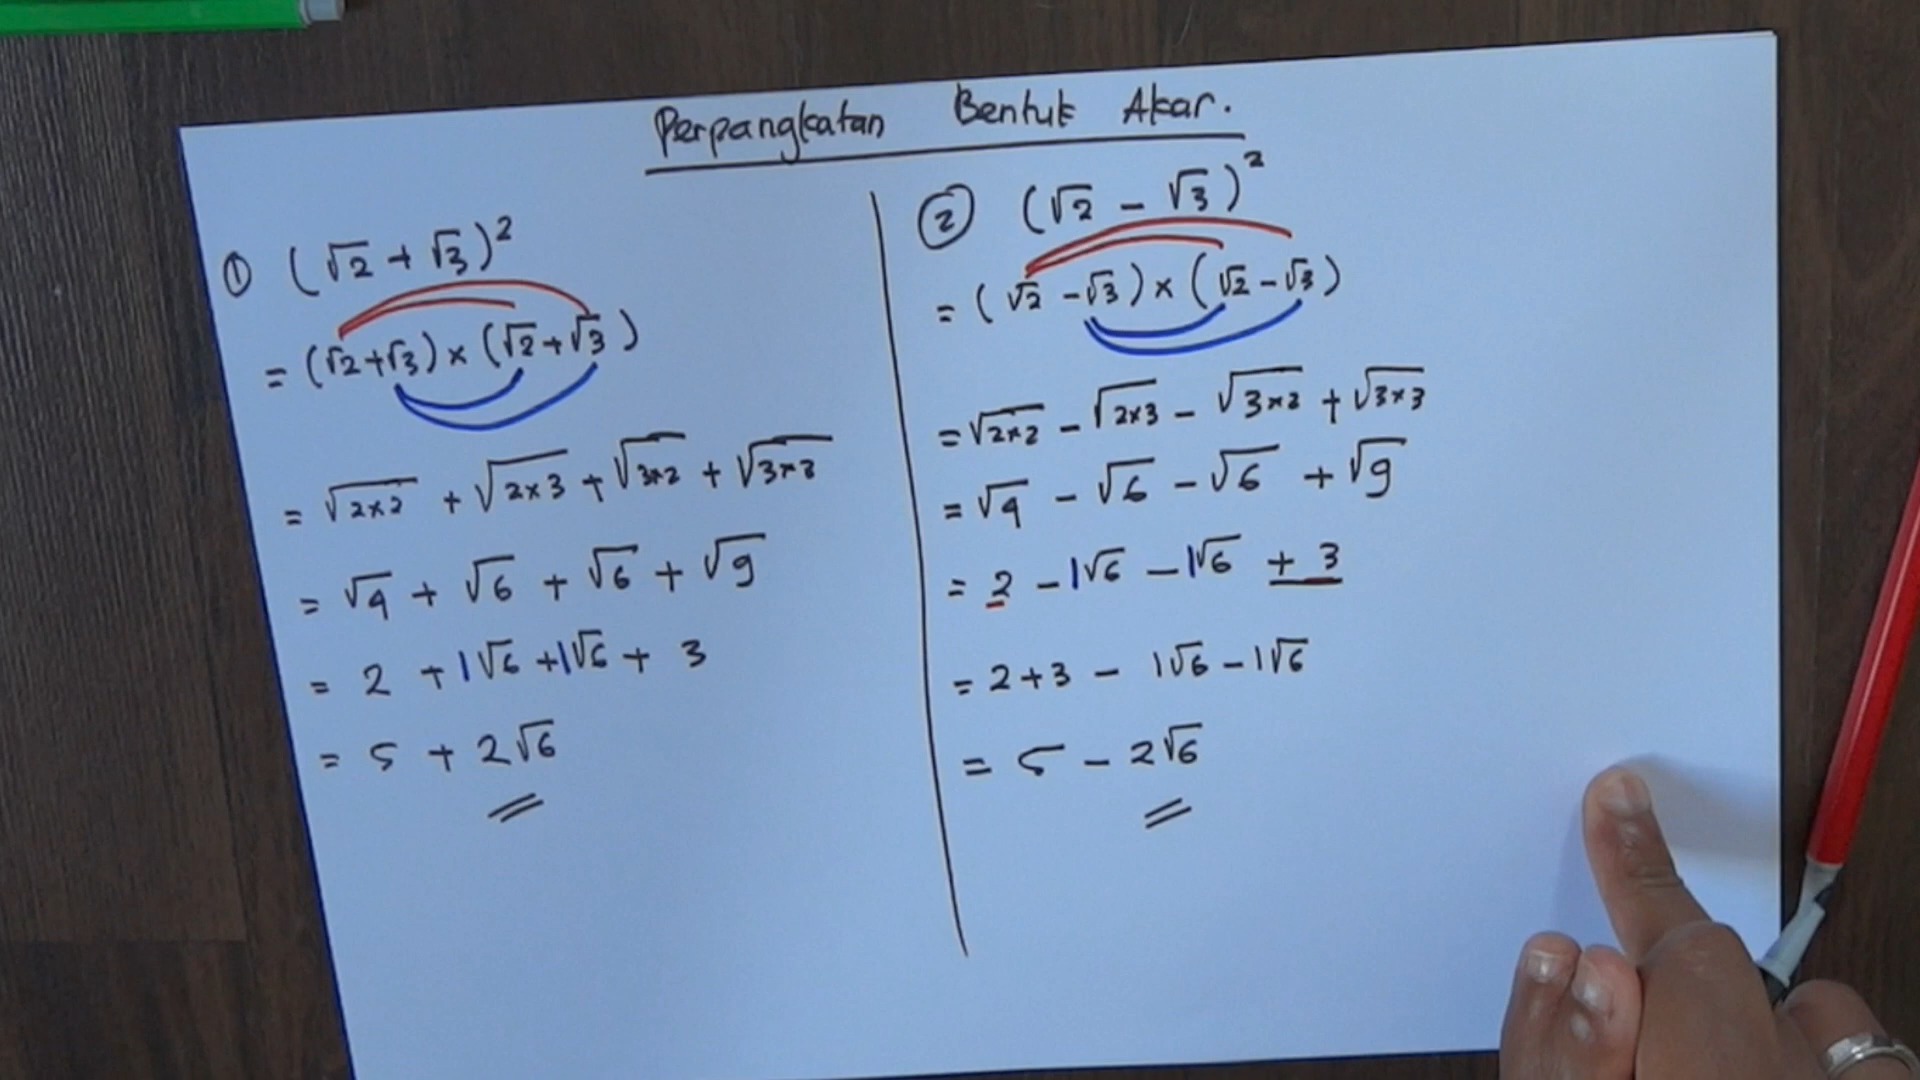 Perpangkatan Bentuk Akar.
① (√2 + √3)²
= (√2+√3) × (√2+√3)
= √2×2 + √2×3 + √3×2 + √3×3
= √4 + √6 + √6 + √9
= 2 + 1√6 + 1√6 + 3
= 5 + 2√6
② (√2 - √3)²
= (√2 - √3) × (√2 - √3)
= √2×2 - √2×3 - √3×2 + √3×3
= √4 - √6 - √6 + √9
= 2 - 1√6 - 1√6 + 3
= 2+3 - 1√6 - 1√6
= 5 - 2√6